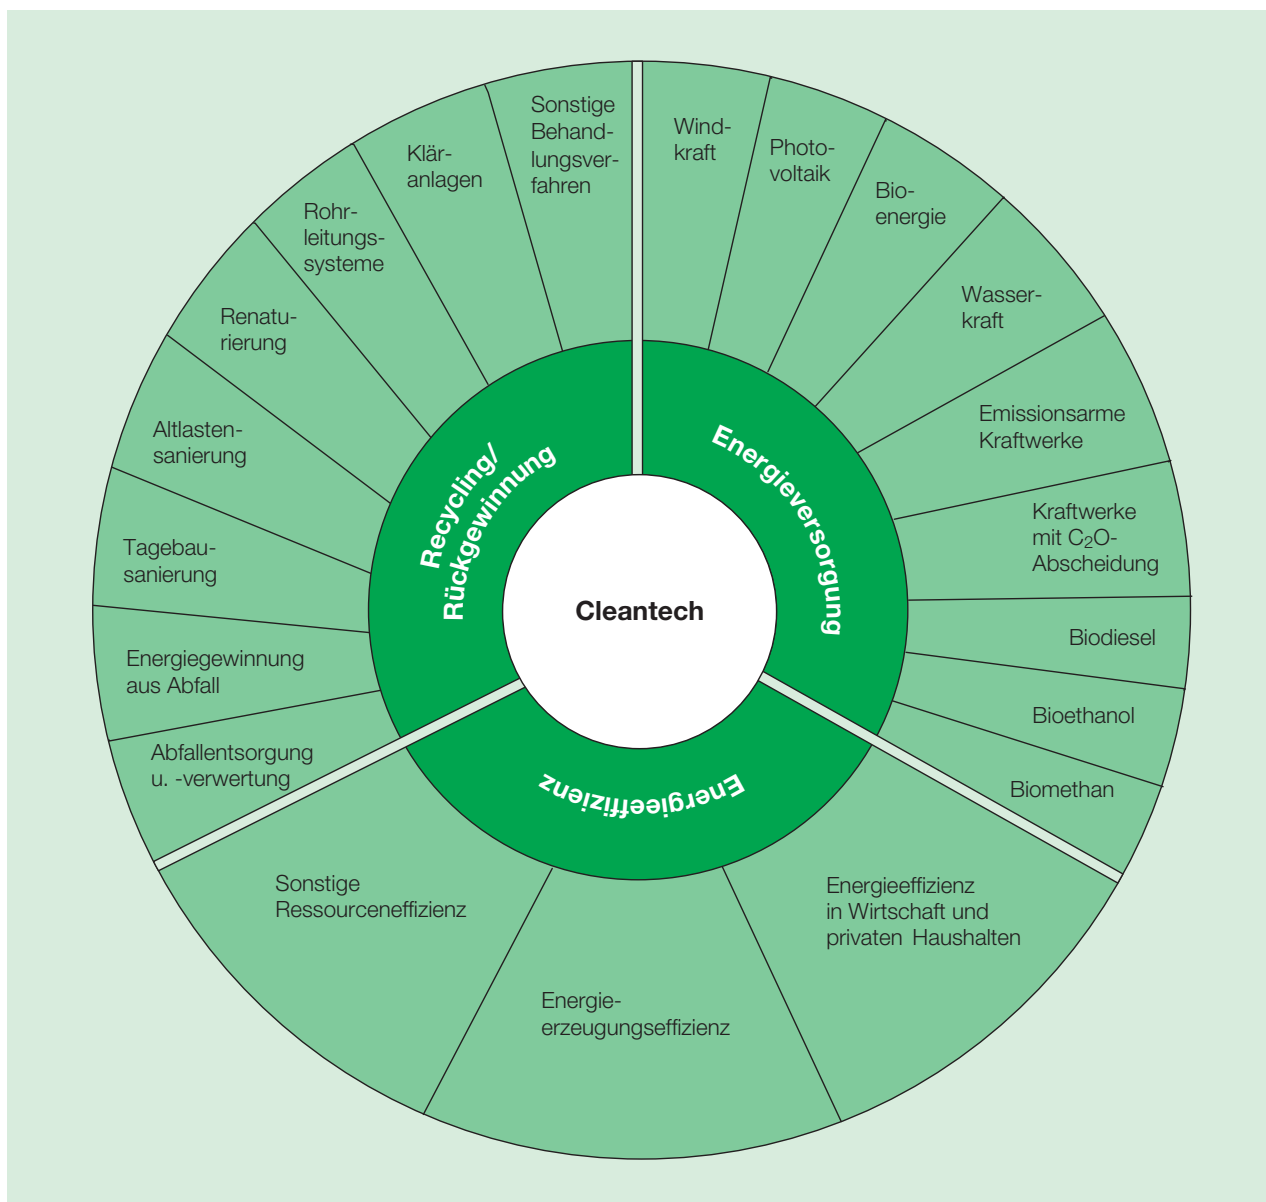 Cleantech
Energieversorgung
Wind-
kraft
Photo-
voltaik
Bio-
energie
Wasser-
kraft
Emissionsarme
Kraftwerke
Kraftwerke
mit C₂O-
Abscheidung
Biodiesel
Bioethanol
Biomethan
Energieeffizienz
Energieeffizienz
in Wirtschaft und
privaten Haushalten
Energie-
erzeugungseffizienz
Sonstige
Ressourceneffizienz
Recycling/
Rückgewinnung
Abfallentsorgung
u. -verwertung
Energiegewinnung
aus Abfall
Tagebau-
sanierung
Altlasten-
sanierung
Renatu-
rierung
Rohr-
leitungs-
systeme
Klär-
anlagen
Sonstige
Behand-
lungsver-
fahren